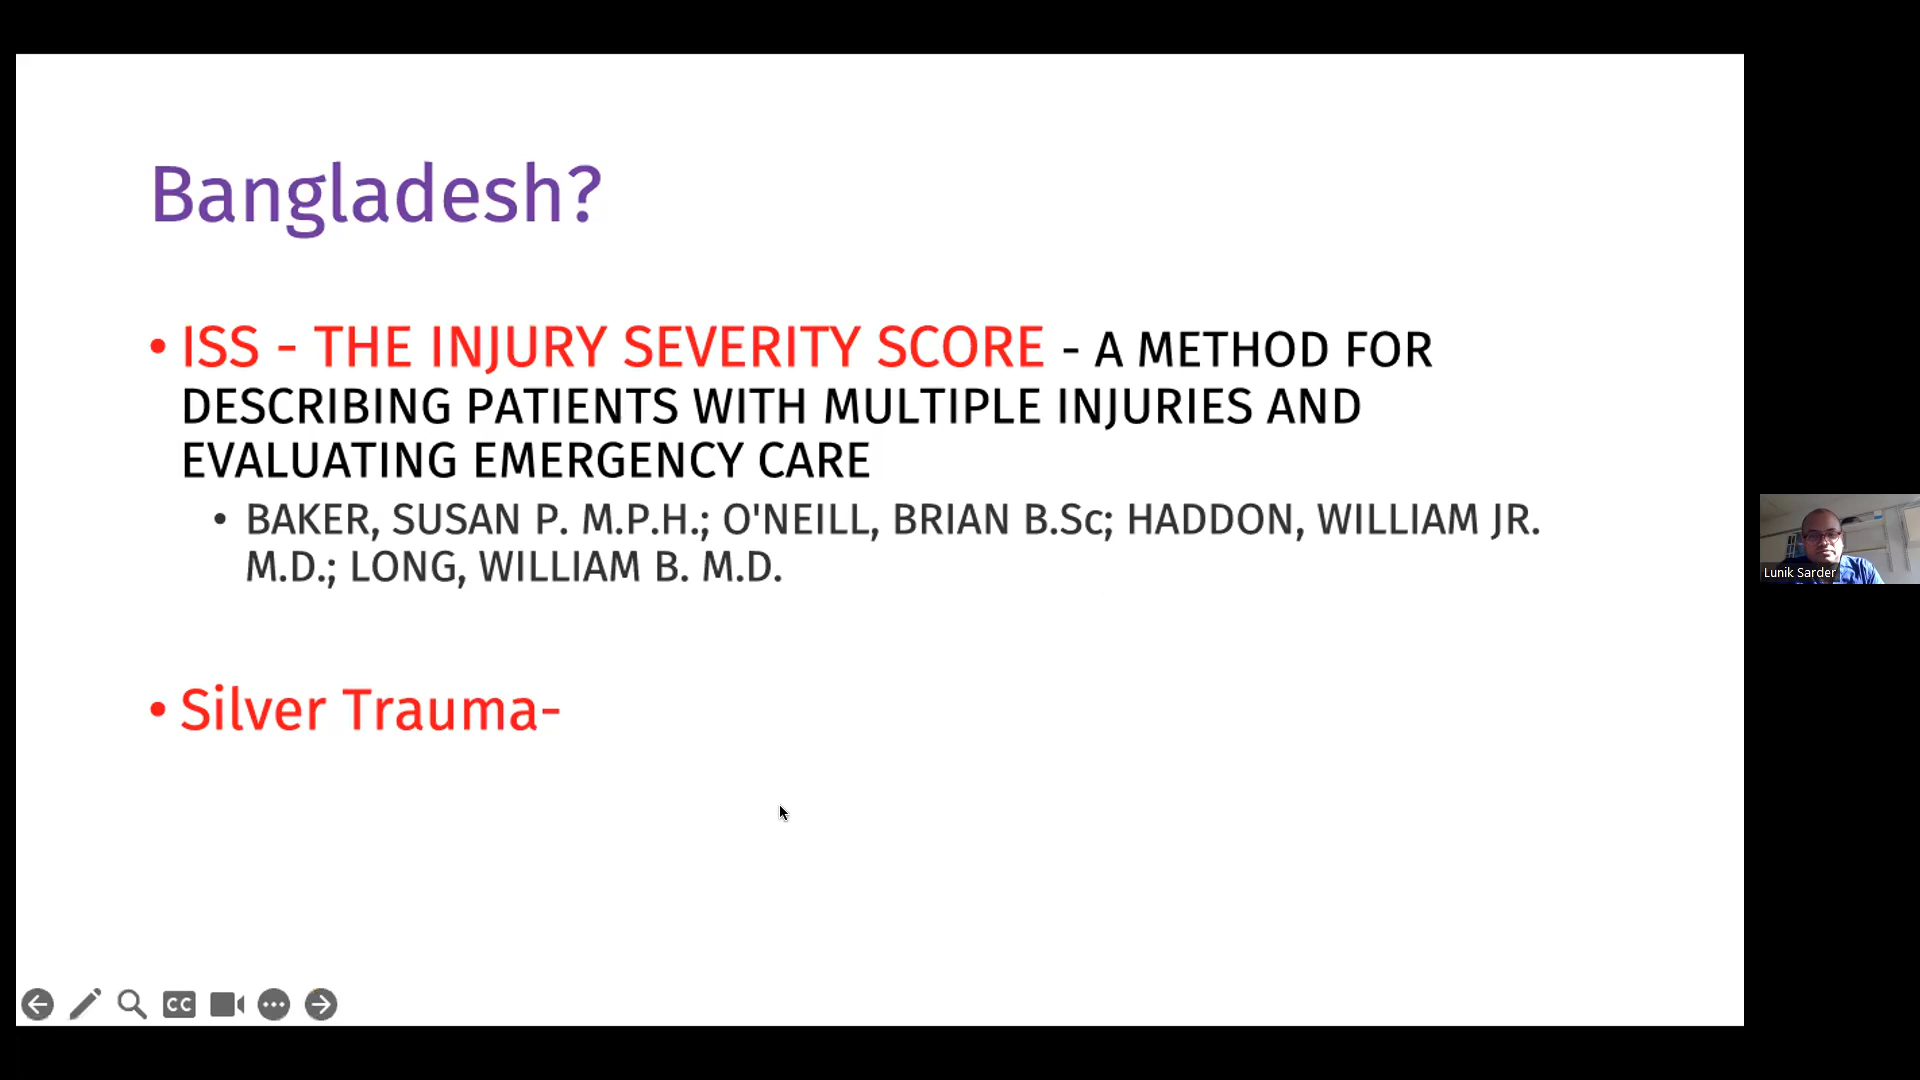 Bangladesh?
• ISS - THE INJURY SEVERITY SCORE - A METHOD FOR
DESCRIBING PATIENTS WITH MULTIPLE INJURIES AND
EVALUATING EMERGENCY CARE
• BAKER, SUSAN P. M.P.H.; O'NEILL, BRIAN B.Sc; HADDON, WILLIAM JR.
M.D.; LONG, WILLIAM B. M.D.
Lunik Sarder
• Silver Trauma-
CC